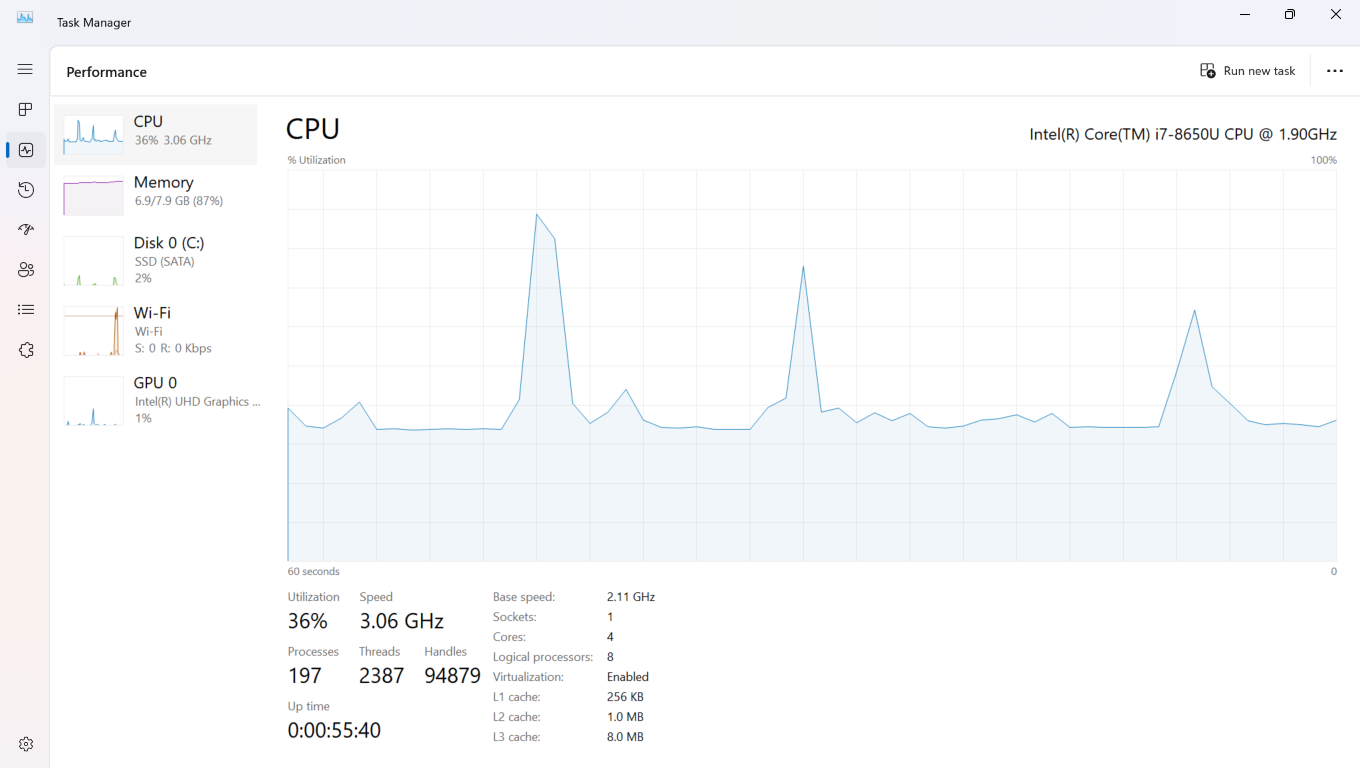 Task Manager
Performance
Run new task
CPU
36% 3.06 GHz
Memory
6.9/7.9 GB (87%)
Disk 0 (C:)
SSD (SATA)
2%
Wi-Fi
Wi-Fi
S: 0 R: 0 Kbps
GPU 0
Intel(R) UHD Graphics ...
1%
CPU
Intel(R) Core(TM) i7-8650U CPU @ 1.90GHz
% Utilization
100%
60 seconds
0
Utilization
Speed
36%
3.06 GHz
Processes
Threads
Handles
197
2387
94879
Up time
0:00:55:40
Base speed: 2.11 GHz
Sockets: 1
Cores: 4
Logical processors: 8
Virtualization: Enabled
L1 cache: 256 KB
L2 cache: 1.0 MB
L3 cache: 8.0 MB